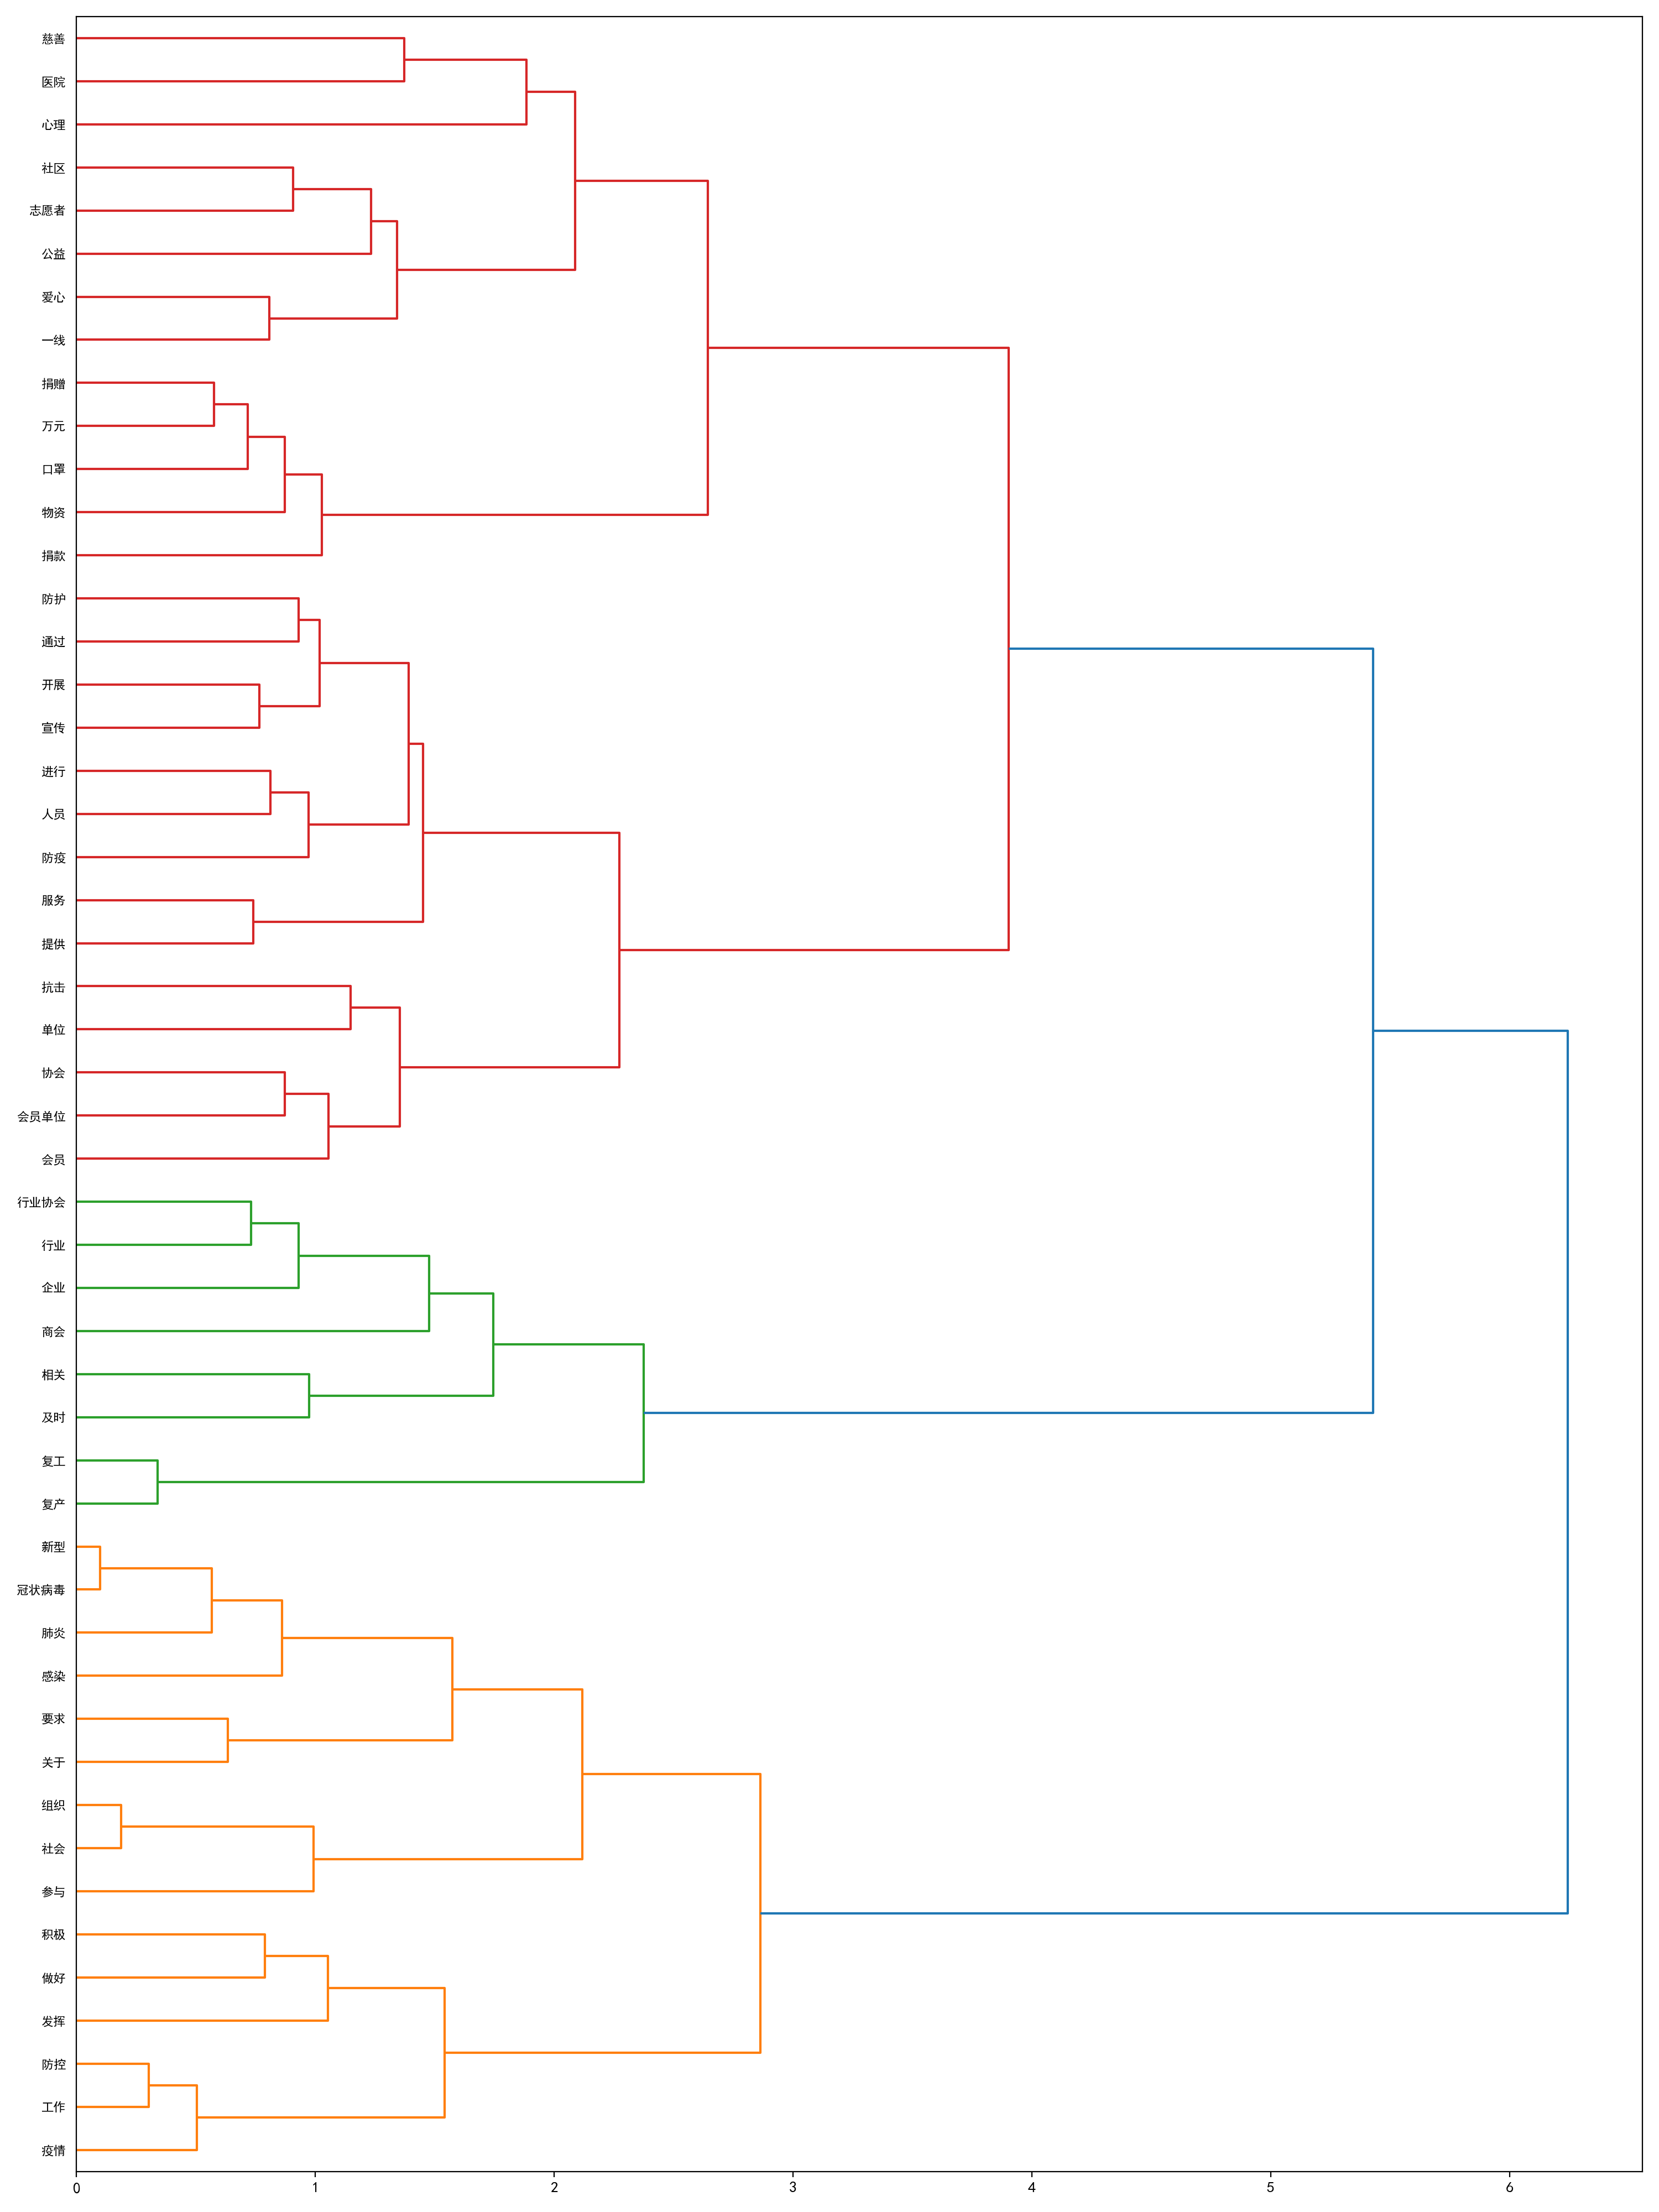 慈善
医院
心理
社区
志愿者
公益
爱心
一线
捐赠
万元
口罩
物资
捐款
防护
通过
开展
宣传
进行
人员
防疫
服务
提供
抗击
单位
协会
会员单位
会员
行业协会
行业
企业
商会
相关
及时
复工
复产
新型
冠状病毒
肺炎
感染
要求
关于
组织
社会
参与
积极
做好
发挥
防控
工作
疫情
0 1 2 3 4 5 6